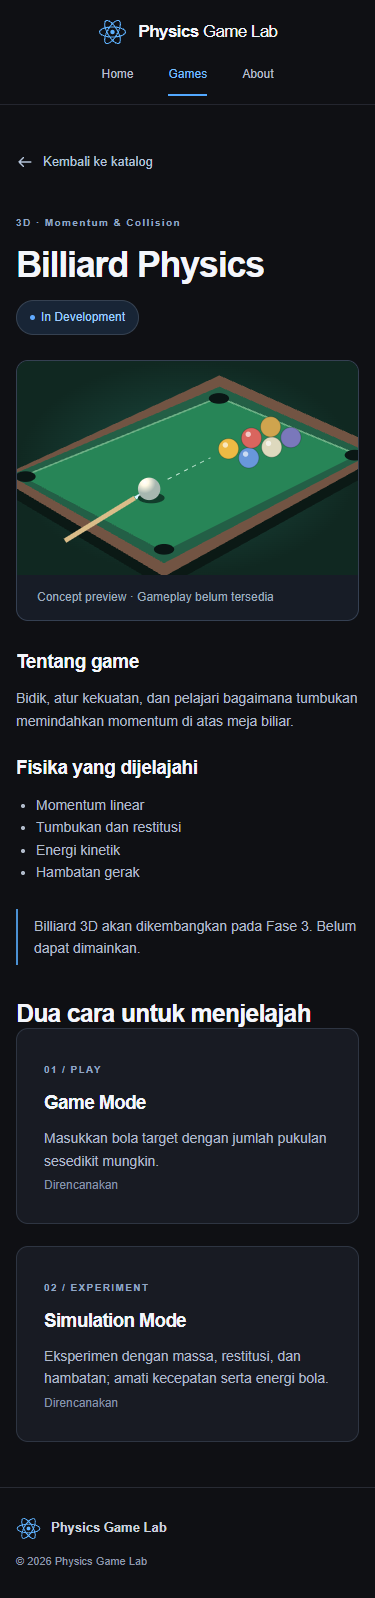 Physics Game Lab
Home Games About
← Kembali ke katalog
3D · Momentum & Collision
Billiard Physics
In Development
Concept preview · Gameplay belum tersedia
Tentang game
Bidik, atur kekuatan, dan pelajari bagaimana tumbukan
memindahkan momentum di atas meja biliar.
Fisika yang dijelajahi
• Momentum linear
• Tumbukan dan restitusi
• Energi kinetik
• Hambatan gerak
Billiard 3D akan dikembangkan pada Fase 3. Belum
dapat dimainkan.
Dua cara untuk menjelajah
01 / PLAY
Game Mode
Masukkan bola target dengan jumlah pukulan
sesedikit mungkin.
Direncanakan
02 / EXPERIMENT
Simulation Mode
Eksperimen dengan massa, restitusi, dan
hambatan; amati kecepatan serta energi bola.
Direncanakan
Physics Game Lab
© 2026 Physics Game Lab